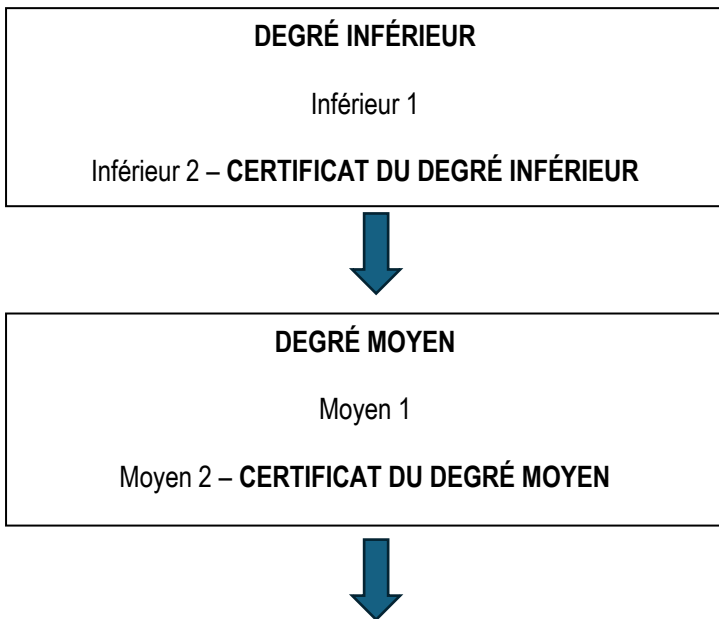 DEGRÉ INFÉRIEUR
Inférieur 1
Inférieur 2 – CERTIFICAT DU DEGRÉ INFÉRIEUR
DEGRÉ MOYEN
Moyen 1
Moyen 2 – CERTIFICAT DU DEGRÉ MOYEN